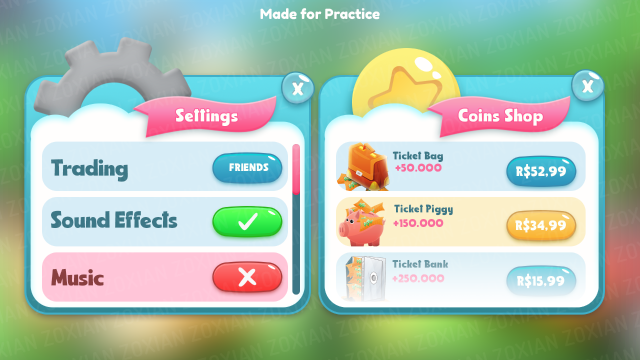 Made for Practice
Settings
X
Trading
FRIENDS
Sound Effects
Music
Coins Shop
X
Ticket Bag
+50.000
R$52.99
Ticket Piggy
+150.000
R$34.99
Ticket Bank
+250.000
R$15.99
ZOXIAN